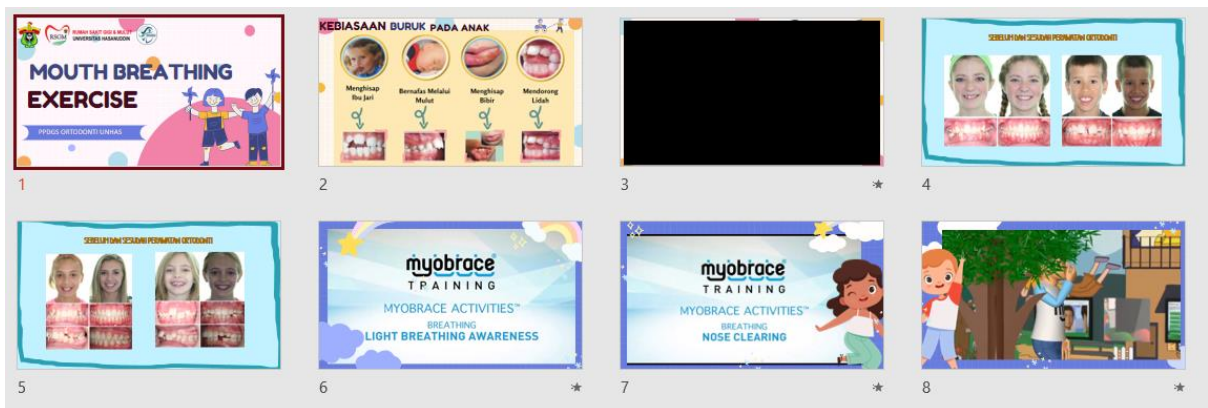 RSGM
RUMAH SAKIT GIGI & MULUT
UNIVERSITAS HASANUDDIN
MOUTH BREATHING
EXERCISE
PPDGS ORTODONTI UNHAS
1
KEBIASAAN BURUK PADA ANAK
Menghisap
Ibu Jari
Bernafas Melalui
Mulut
Menghisap
Bibir
Mendorong
Lidah
2
3
SEBELUM DAN SESUDAH PERAWATAN ORTODONTI
4
SEBELUM DAN SESUDAH PERAWATAN ORTODONTI
5
myobrace
TRAINING
MYOBRACE ACTIVITIES™
BREATHING
LIGHT BREATHING AWARENESS
6
myobrace
TRAINING
MYOBRACE ACTIVITIES™
BREATHING
NOSE CLEARING
7
8